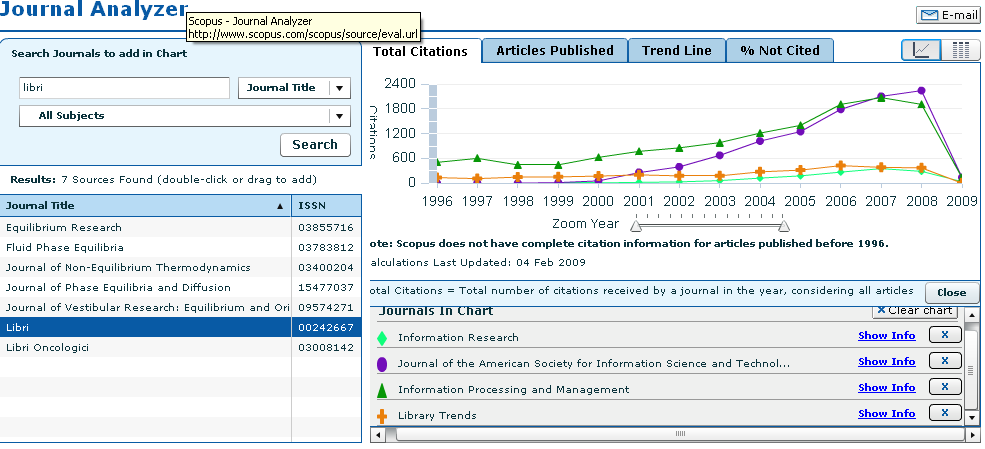 Journal Analyzer
Scopus - Journal Analyzer
http://www.scopus.com/scopus/source/eval.url
E-mail
Search Journals to add in Chart
libri
Journal Title
All Subjects
Search
Results: 7 Sources Found (double-click or drag to add)
Journal Title ISSN
Equilibrium Research 03855716
Fluid Phase Equilibria 03783812
Journal of Non-Equilibrium Thermodynamics 03400204
Journal of Phase Equilibria and Diffusion 15477037
Journal of Vestibular Research: Equilibrium and Ori 09574271
Libri 00242667
Libri Oncologici 03008142
Total Citations Articles Published Trend Line % Not Cited
2400
1800
1200
600
0
Citations
1996 1997 1998 1999 2000 2001 2002 2003 2004 2005 2006 2007 2008 2009
Zoom Year
ote: Scopus does not have complete citation information for articles published before 1996.
alculations Last Updated: 04 Feb 2009
otal Citations = Total number of citations received by a journal in the year, considering all articles
Close
Journals In Chart
Clear chart
Information Research Show Info X
Journal of the American Society for Information Science and Technol... Show Info X
Information Processing and Management Show Info X
Library Trends Show Info X